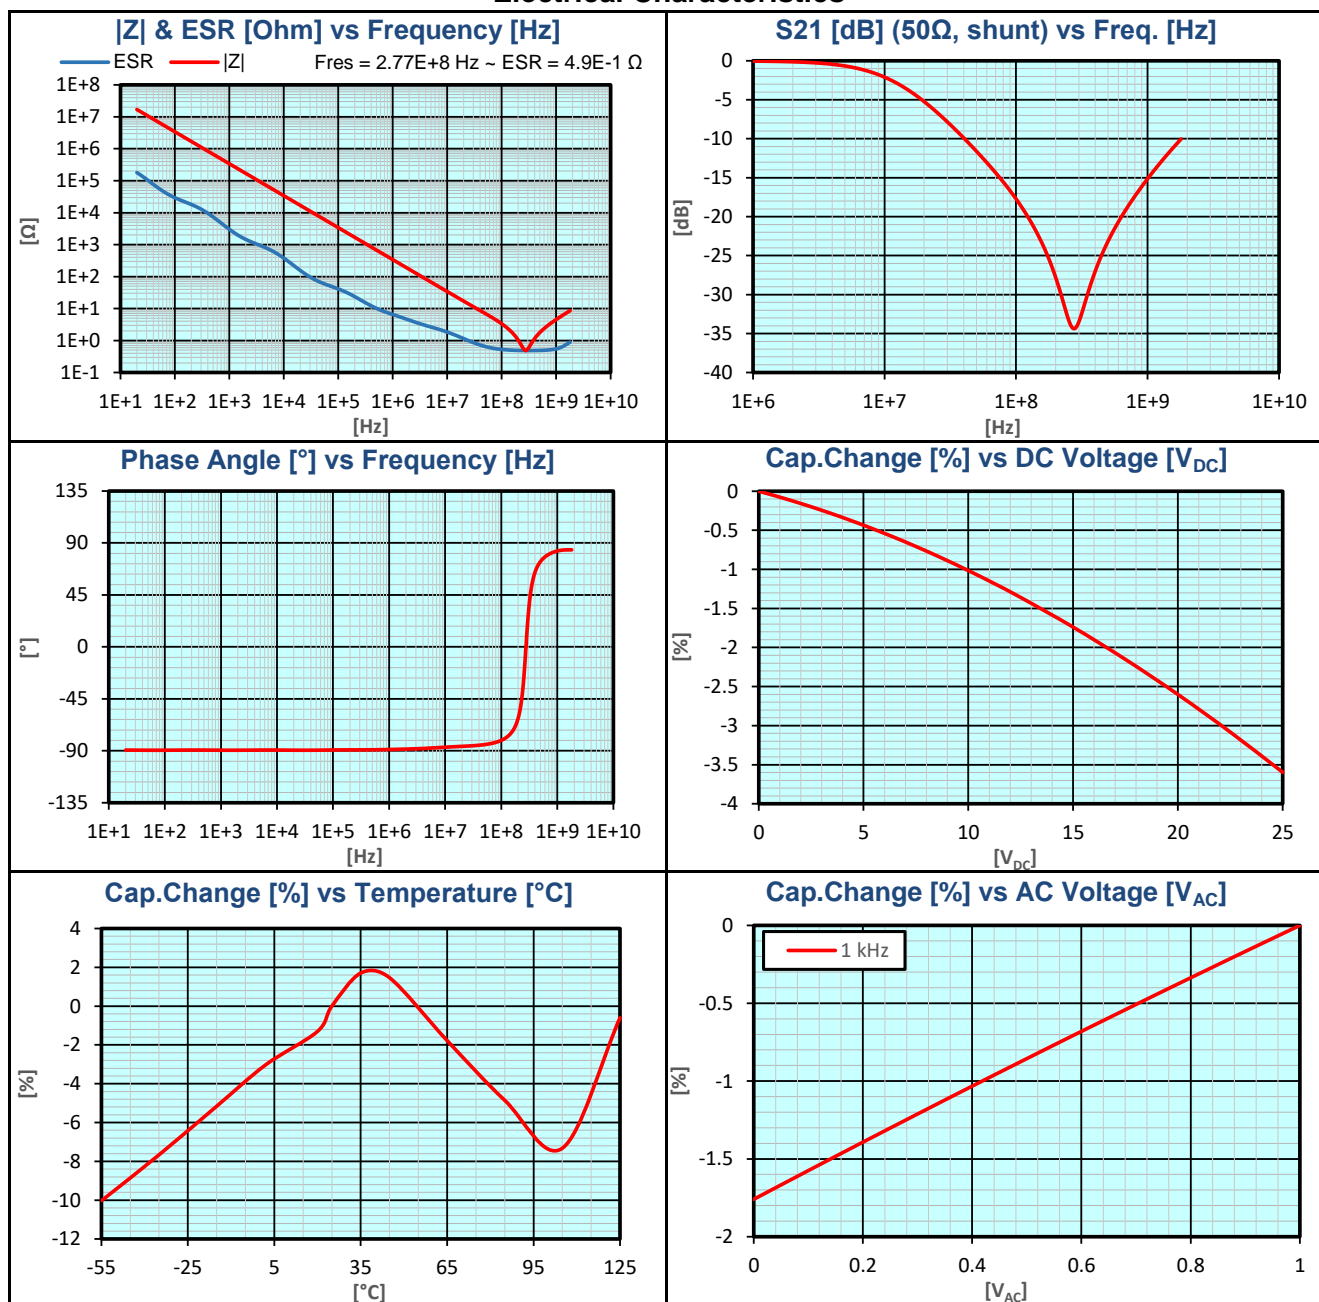 Electrical Characteristics
|Z| & ESR [Ohm] vs Frequency [Hz]
ESR |Z| Fres = 2.77E+8 Hz ~ ESR = 4.9E-1 Ω
1E+8
1E+7
1E+6
1E+5
1E+4
1E+3
1E+2
1E+1
1E+0
1E-1
[Ω]
1E+1 1E+2 1E+3 1E+4 1E+5 1E+6 1E+7 1E+8 1E+9 1E+10
[Hz]
S21 [dB] (50Ω, shunt) vs Freq. [Hz]
0
-5
-10
-15
-20
-25
-30
-35
-40
[dB]
1E+6 1E+7 1E+8 1E+9 1E+10
[Hz]
Phase Angle [°] vs Frequency [Hz]
135
90
45
0
-45
-90
-135
[°]
1E+1 1E+2 1E+3 1E+4 1E+5 1E+6 1E+7 1E+8 1E+9 1E+10
[Hz]
Cap.Change [%] vs DC Voltage [VDC]
0
-0.5
-1
-1.5
-2
-2.5
-3
-3.5
-4
[%]
0 5 10 15 20 25
[VDC]
Cap.Change [%] vs Temperature [°C]
4
2
0
-2
-4
-6
-8
-10
-12
[%]
-55 -25 5 35 65 95 125
[°C]
Cap.Change [%] vs AC Voltage [VAC]
1 kHz
0
-0.5
-1
-1.5
-2
[%]
0 0.2 0.4 0.6 0.8 1
[VAC]